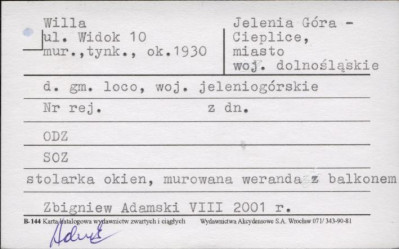 Willa
ul. Widok 10
mur.,tynk., ok.1930
Jelenia Góra -
Cieplice,
miasto
woj. dolnośląskie
d. gm. loco, woj. jeleniogórskie
Nr rej. z dn.
ODZ
SOZ
stolarka okien, murowana weranda z balkonem
Zbigniew Adamski VIII 2001 r.
B-144 Karta katalogowa wydawnictw zwartych i ciągłych Wydawnictwa Akcydensowe S.A. Wrocław 071/ 343-90-81